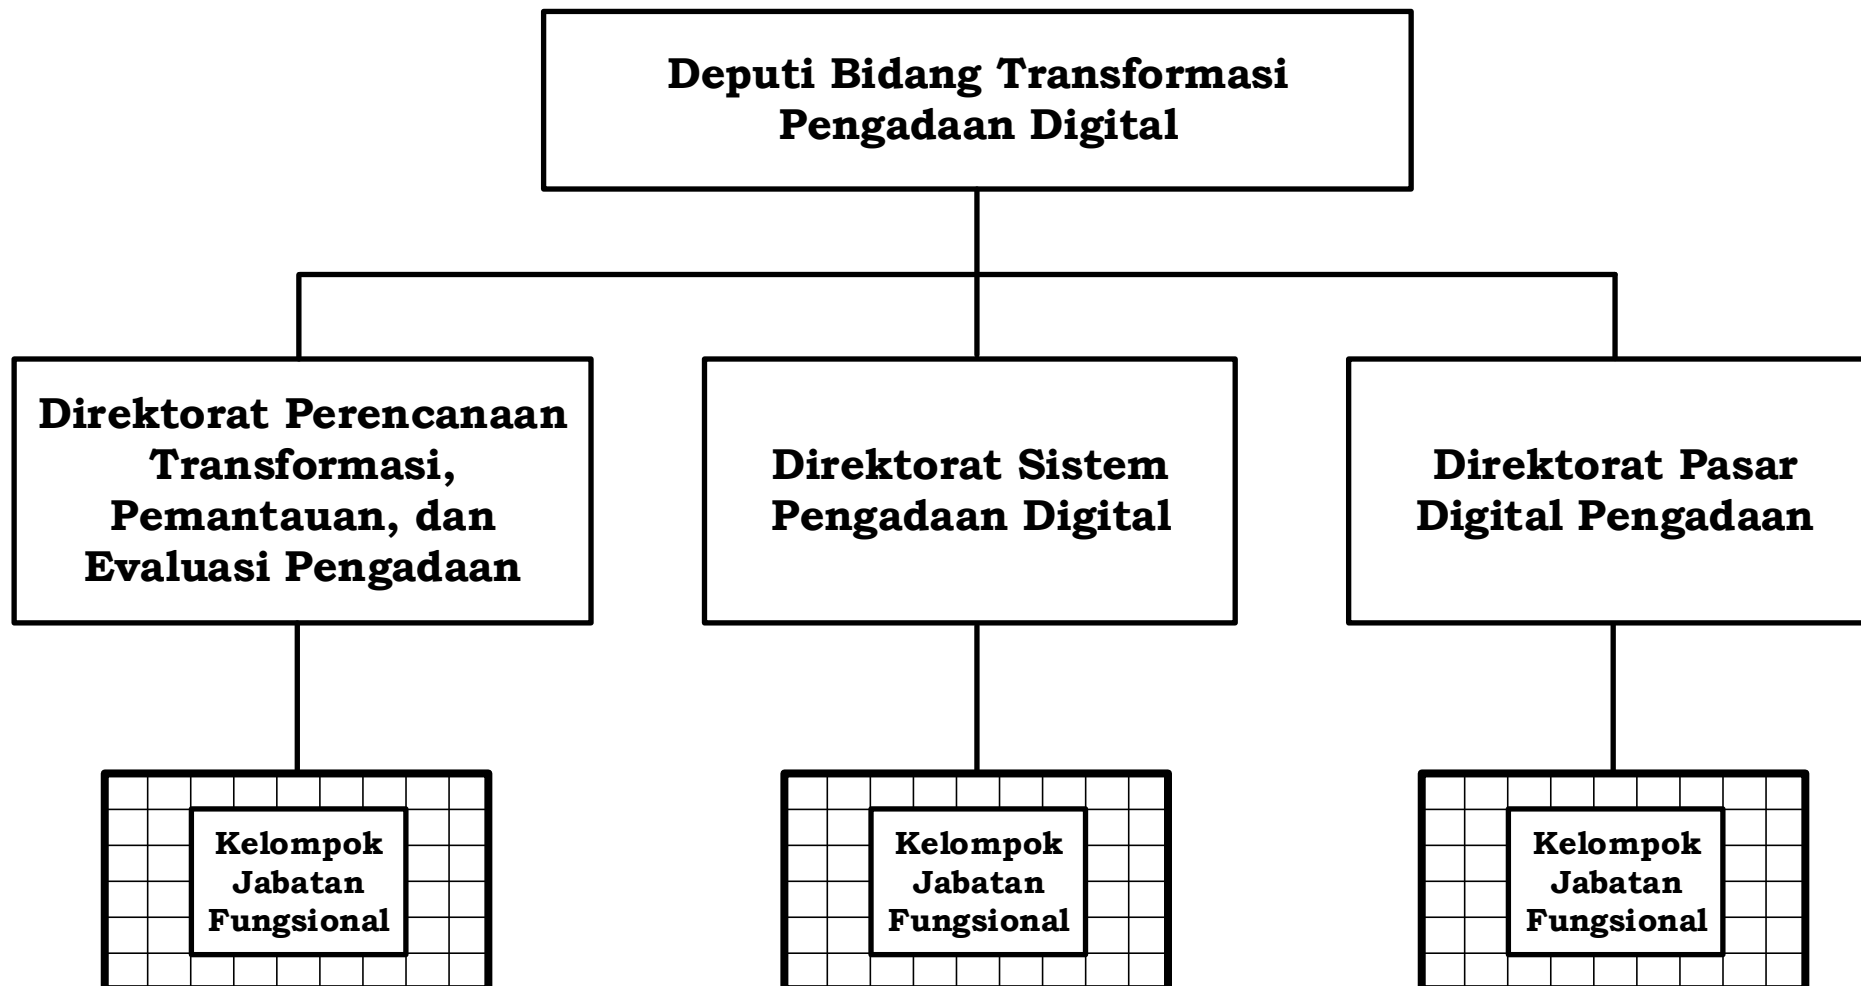 Deputi Bidang Transformasi
Pengadaan Digital
Direktorat Perencanaan
Transformasi,
Pemantauan, dan
Evaluasi Pengadaan
Direktorat Sistem
Pengadaan Digital
Direktorat Pasar
Digital Pengadaan
Kelompok
Jabatan
Fungsional
Kelompok
Jabatan
Fungsional
Kelompok
Jabatan
Fungsional